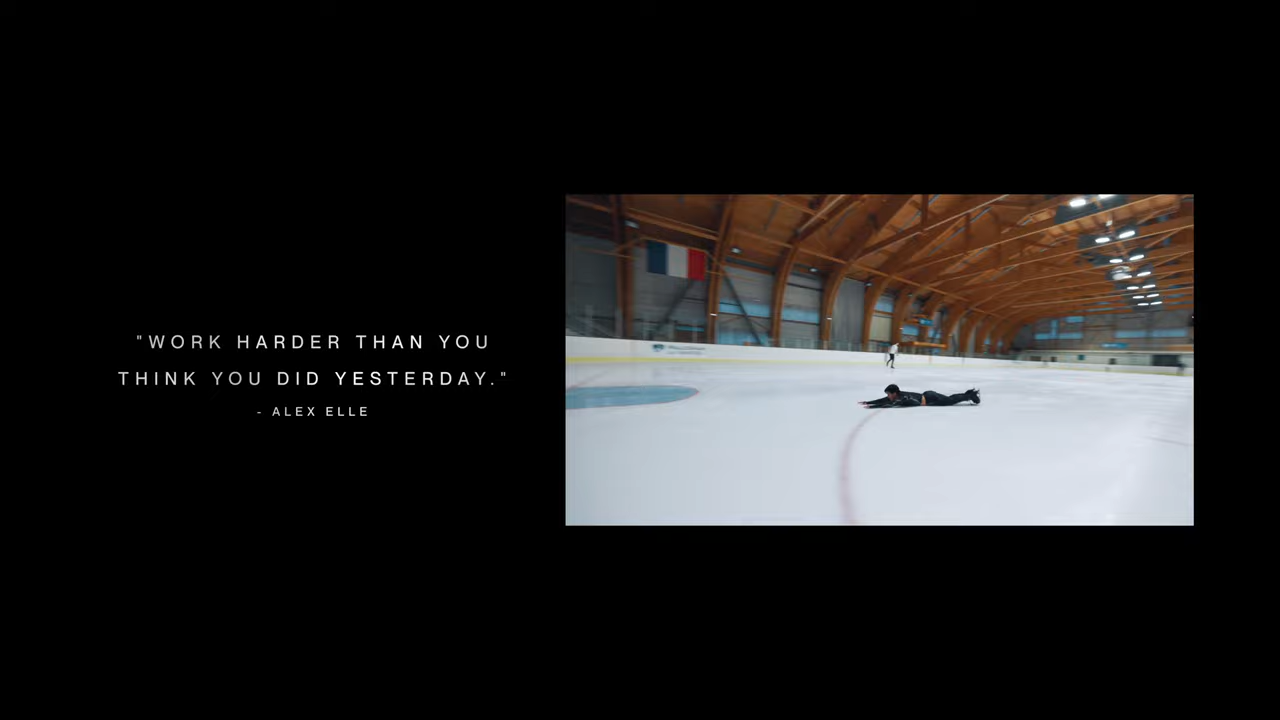 "WORK HARDER THAN YOU
THINK YOU DID YESTERDAY."
- ALEX ELLE